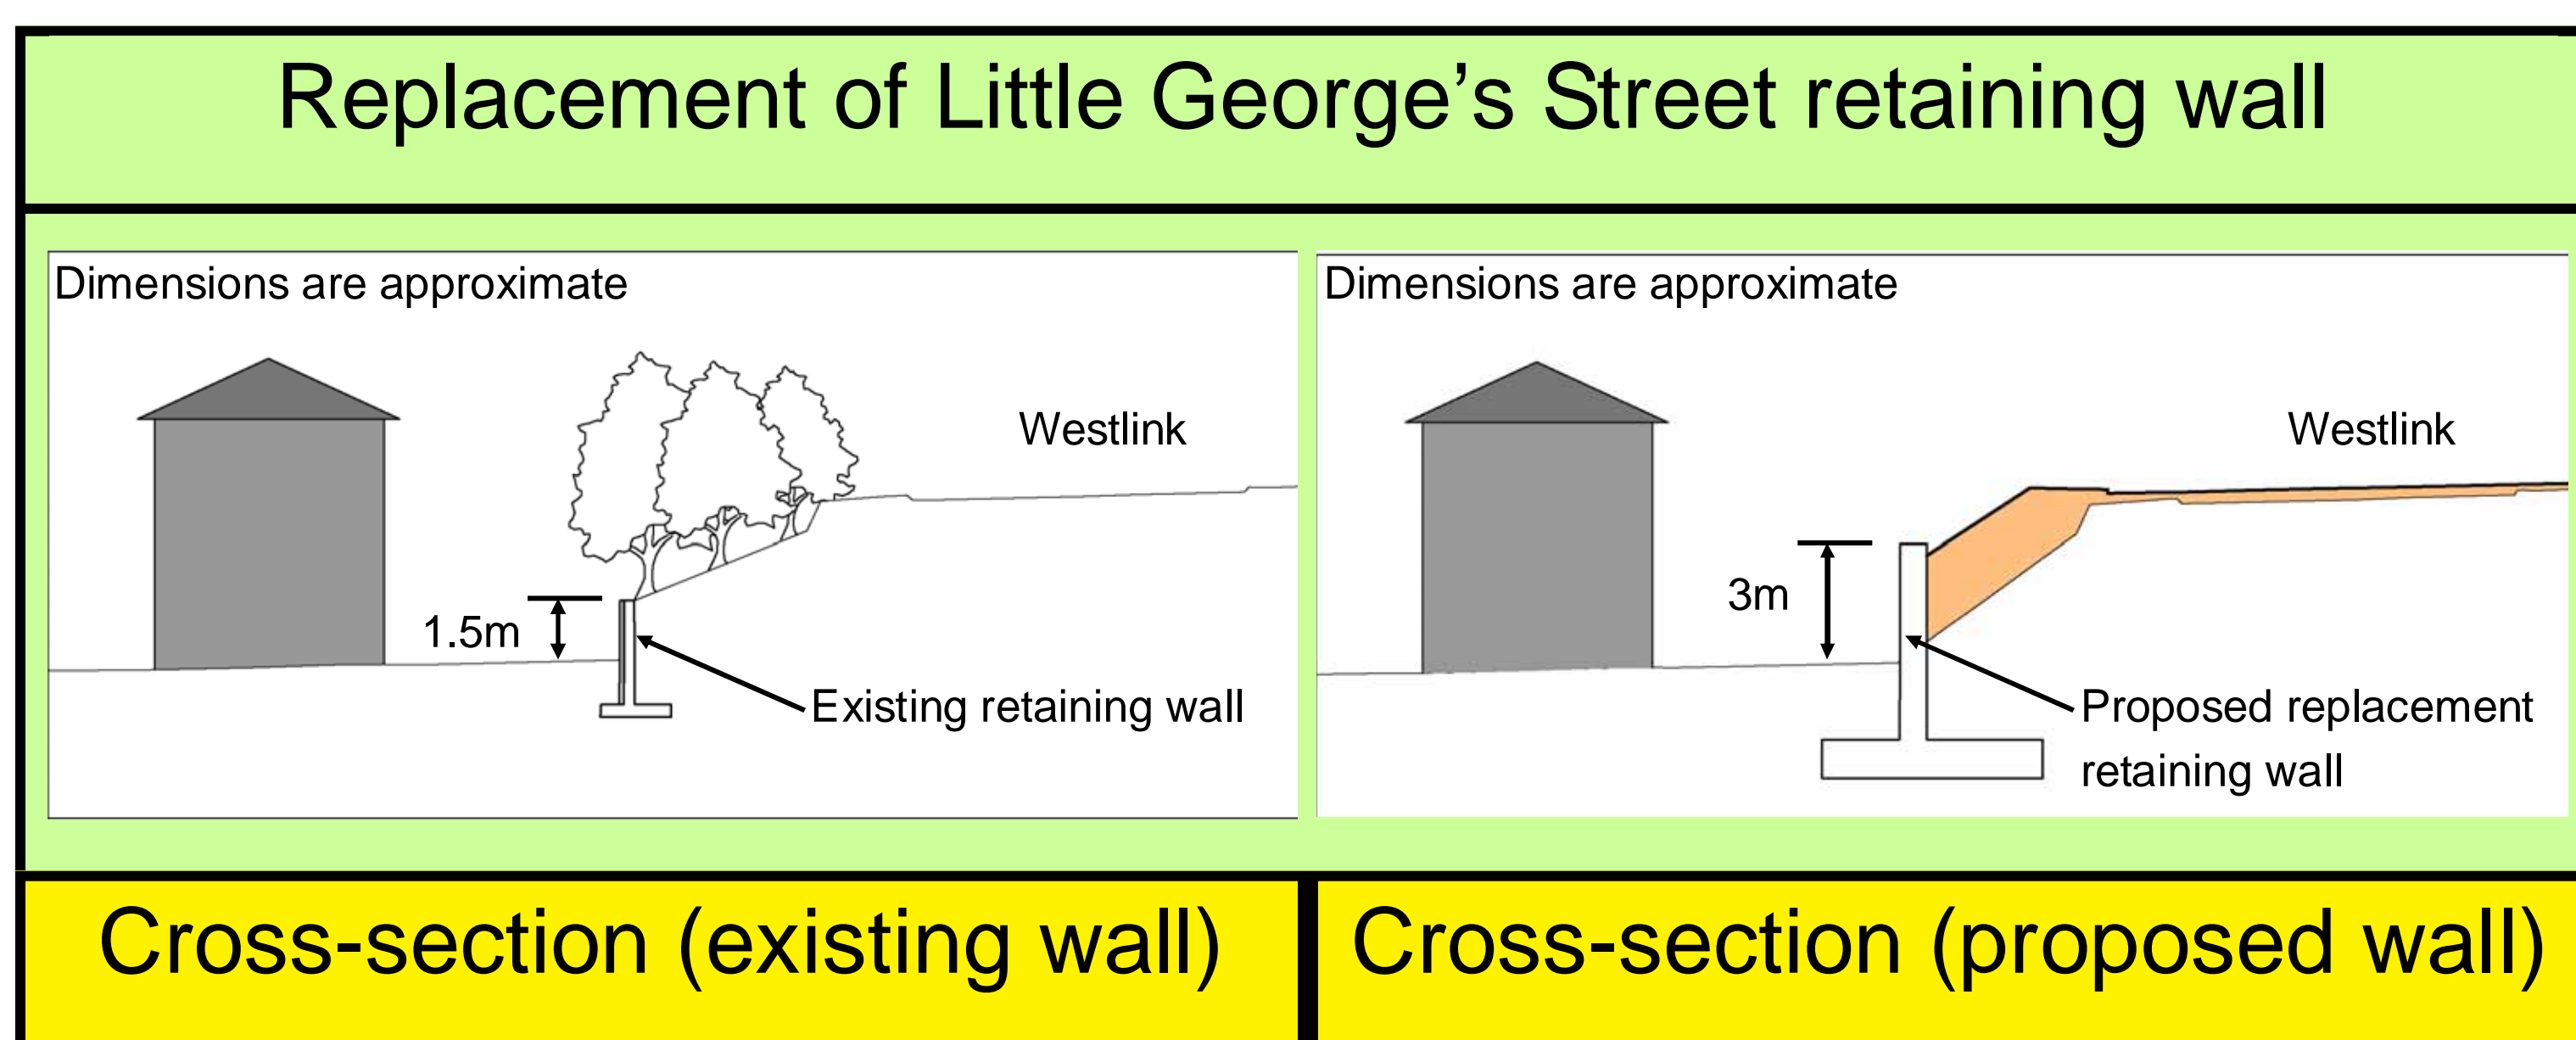 Replacement of Little George’s Street retaining wall
Dimensions are approximate
Westlink
1.5m
Existing retaining wall
Dimensions are approximate
Westlink
3m
Proposed replacement
retaining wall
Cross-section (existing wall)
Cross-section (proposed wall)